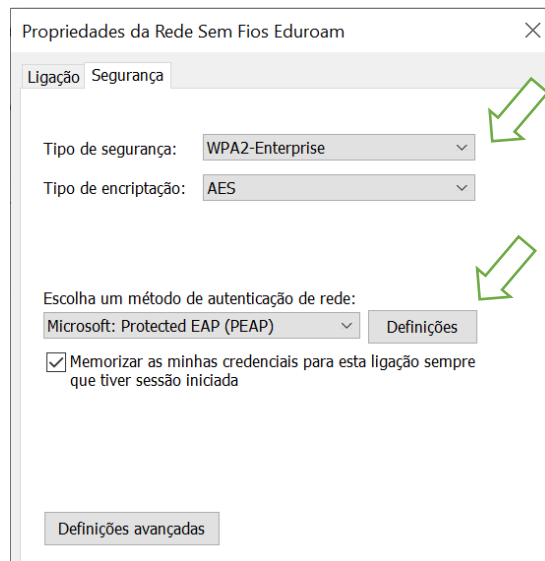 Propriedades da Rede Sem Fios Eduroam
Ligação Segurança
Tipo de segurança: WPA2-Enterprise
Tipo de encriptação: AES
Escolha um método de autenticação de rede:
Microsoft: Protected EAP (PEAP) Definições
Memorizar as minhas credenciais para esta ligação sempre
que tiver sessão iniciada
Definições avançadas